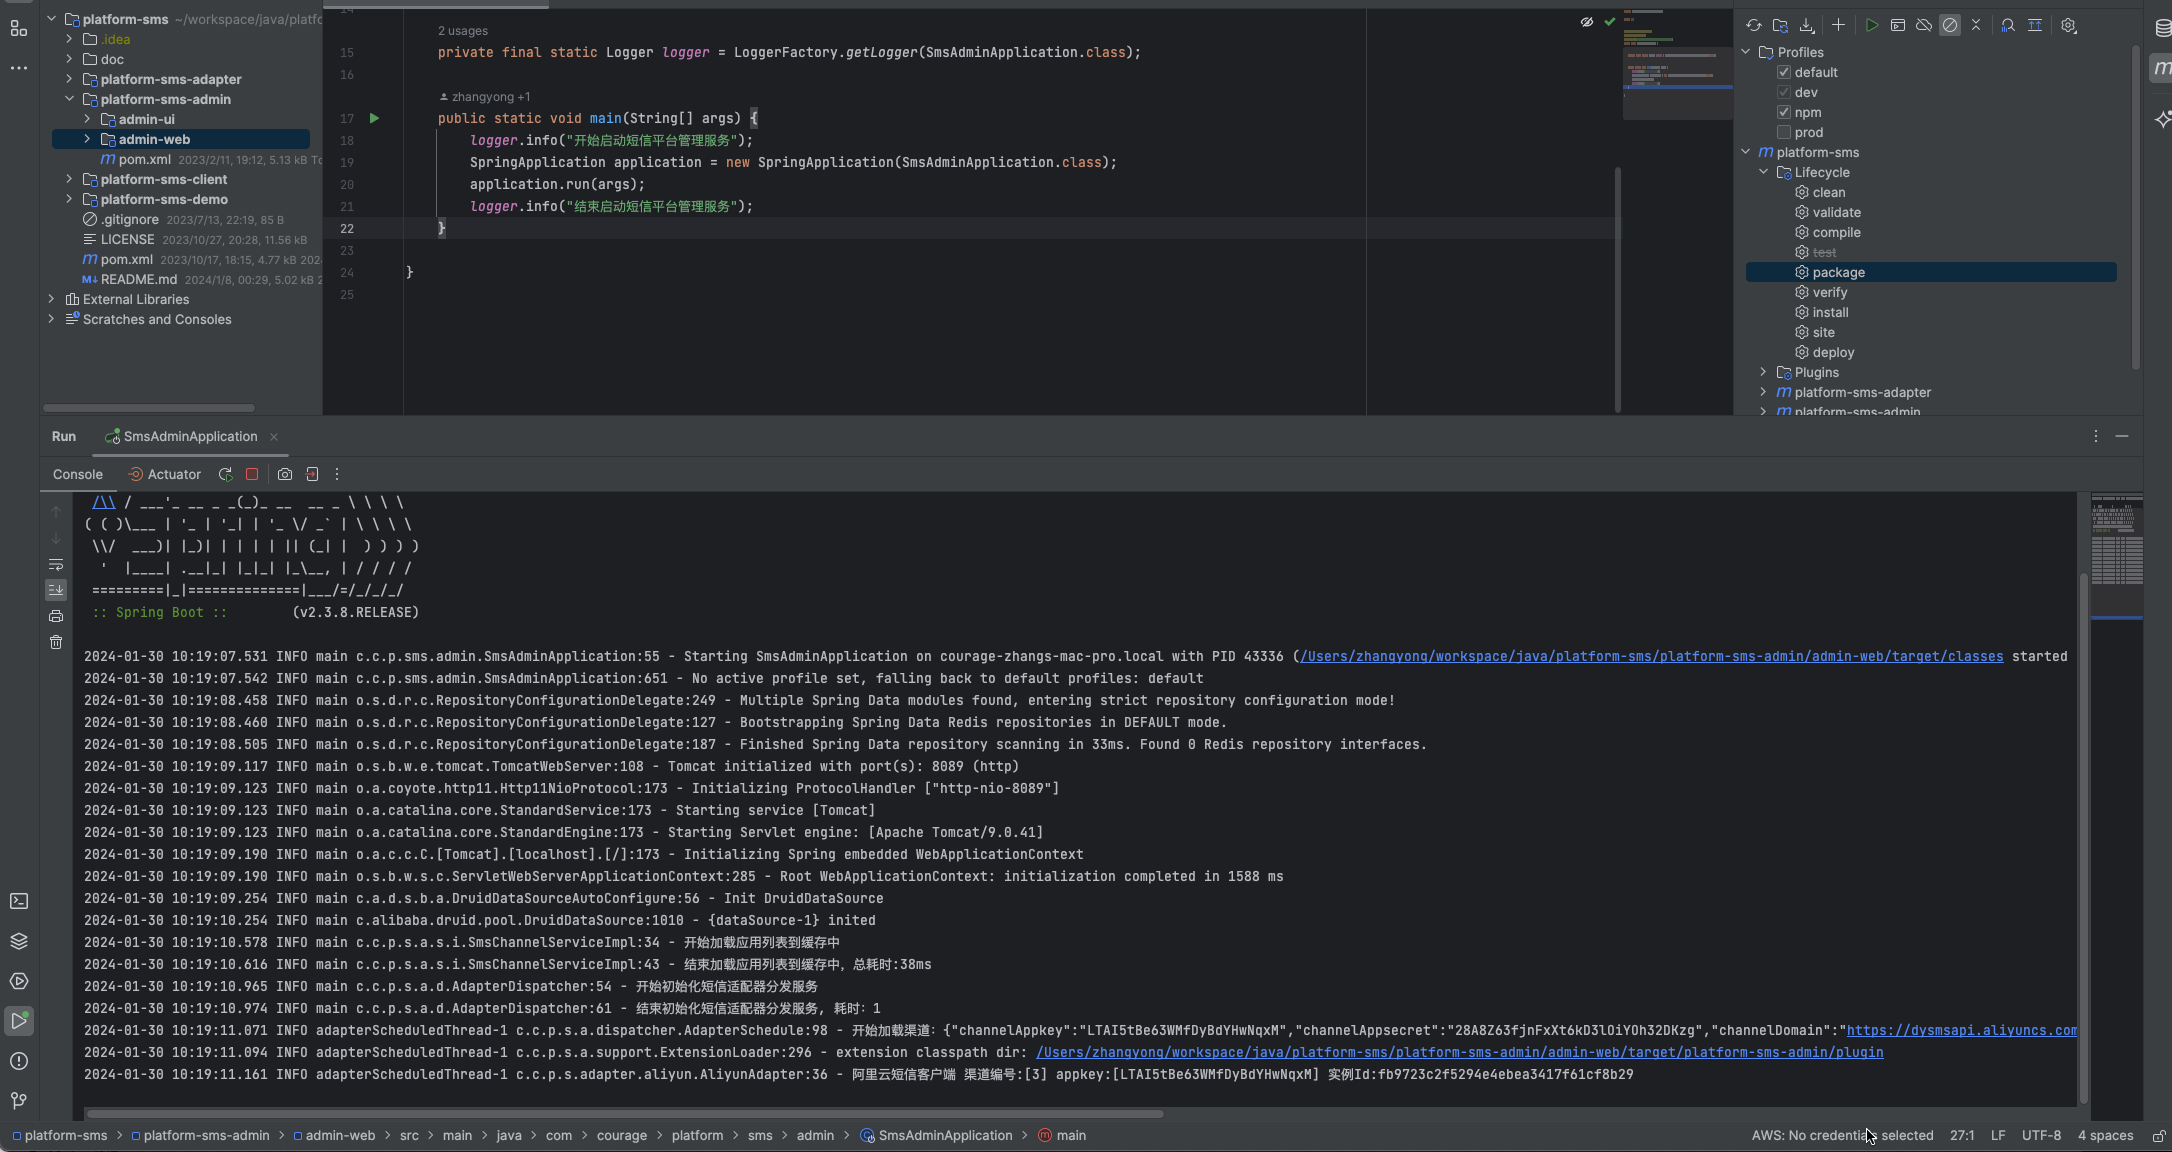 platform-sms ~/workspace/java/platfo
.idea
doc
platform-sms-adapter
platform-sms-admin
admin-ui
admin-web
pom.xml 2023/2/11, 19:12, 5.13 kB To
platform-sms-client
platform-sms-demo
.gitignore 2023/7/13, 22:19, 85 B
LICENSE 2023/10/27, 20:28, 11.56 kB
pom.xml 2023/10/17, 18:15, 4.77 kB 202
README.md 2024/1/8, 00:29, 5.02 kB 2
External Libraries
Scratches and Consoles
14
2 usages
15 private final static Logger logger = LoggerFactory.getLogger(SmsAdminApplication.class);
16
zhangyong +1
17 public static void main(String[] args) {
18 logger.info("开始启动短信平台管理服务");
19 SpringApplication application = new SpringApplication(SmsAdminApplication.class);
20 application.run(args);
21 logger.info("结束启动短信平台管理服务");
22 }
23
24 }
25
Profiles
default
dev
npm
prod
platform-sms
Lifecycle
clean
validate
compile
test
package
verify
install
site
deploy
Plugins
platform-sms-adapter
platform-sms-admin
Run SmsAdminApplication
Console Actuator
/\\ / ___'_ __ _ _(_)_ __  __ _ \ \ \ \
( ( )\___ | '_ | '_| | '_ \/ _` | \ \ \ \
\\/  ___)| |_)| | | | | || (_| |  ) ) ) )
'  |____| .__|_| |_|_| |_\__, | / / / /
=========|_|==============|___/=/_/_/_/
:: Spring Boot :: (v2.3.8.RELEASE)
2024-01-30 10:19:07.531 INFO main c.c.p.sms.admin.SmsAdminApplication:55 - Starting SmsAdminApplication on courage-zhangs-mac-pro.local with PID 43336 (/Users/zhangyong/workspace/java/platform-sms/platform-sms-admin/admin-web/target/classes started
2024-01-30 10:19:07.542 INFO main c.c.p.sms.admin.SmsAdminApplication:651 - No active profile set, falling back to default profiles: default
2024-01-30 10:19:08.458 INFO main o.s.d.r.c.RepositoryConfigurationDelegate:249 - Multiple Spring Data modules found, entering strict repository configuration mode!
2024-01-30 10:19:08.460 INFO main o.s.d.r.c.RepositoryConfigurationDelegate:127 - Bootstrapping Spring Data Redis repositories in DEFAULT mode.
2024-01-30 10:19:08.505 INFO main o.s.d.r.c.RepositoryConfigurationDelegate:187 - Finished Spring Data repository scanning in 33ms. Found 0 Redis repository interfaces.
2024-01-30 10:19:09.117 INFO main o.s.b.w.e.tomcat.TomcatWebServer:108 - Tomcat initialized with port(s): 8089 (http)
2024-01-30 10:19:09.123 INFO main o.a.coyote.http11.Http11NioProtocol:173 - Initializing ProtocolHandler ["http-nio-8089"]
2024-01-30 10:19:09.123 INFO main o.a.catalina.core.StandardService:173 - Starting service [Tomcat]
2024-01-30 10:19:09.123 INFO main o.a.catalina.core.StandardEngine:173 - Starting Servlet engine: [Apache Tomcat/9.0.41]
2024-01-30 10:19:09.190 INFO main o.a.c.c.C.[Tomcat].[localhost].[/]:173 - Initializing Spring embedded WebApplicationContext
2024-01-30 10:19:09.190 INFO main o.s.b.w.s.c.ServletWebServerApplicationContext:285 - Root WebApplicationContext: initialization completed in 1588 ms
2024-01-30 10:19:09.254 INFO main c.a.d.s.b.a.DruidDataSourceAutoConfigure:56 - Init DruidDataSource
2024-01-30 10:19:10.254 INFO main c.alibaba.druid.pool.DruidDataSource:1010 - {dataSource-1} inited
2024-01-30 10:19:10.578 INFO main c.c.p.s.a.s.i.SmsChannelServiceImpl:34 - 开始加载应用列表到缓存中
2024-01-30 10:19:10.616 INFO main c.c.p.s.a.s.i.SmsChannelServiceImpl:43 - 结束加载应用列表到缓存中, 总耗时:38ms
2024-01-30 10:19:10.965 INFO main c.c.p.s.a.d.AdapterDispatcher:54 - 开始初始化短信适配器分发服务
2024-01-30 10:19:10.974 INFO main c.c.p.s.a.d.AdapterDispatcher:61 - 结束初始化短信适配器分发服务, 耗时: 1
2024-01-30 10:19:11.071 INFO adapterScheduledThread-1 c.c.p.s.a.dispatcher.AdapterSchedule:98 - 开始加载渠道: {"channelAppkey":"LTAI5tBe63WMfDyBdYHwNqxM","channelAppsecret":"28A8Z63fjnFxXt6kD3lOiYOh32DKzg","channelDomain":"https://dysmsapi.aliyuncs.com
2024-01-30 10:19:11.094 INFO adapterScheduledThread-1 c.c.p.s.a.support.ExtensionLoader:296 - extension classpath dir: /Users/zhangyong/workspace/java/platform-sms/platform-sms-admin/admin-web/target/platform-sms-admin/plugin
2024-01-30 10:19:11.161 INFO adapterScheduledThread-1 c.c.p.s.adapter.aliyun.AliyunAdapter:36 - 阿里云短信客户端 渠道编号:[3] appkey:[LTAI5tBe63WMfDyBdYHwNqxM] 实例Id:fb9723c2f5294e4ebea3417f61cf8b29
platform-sms > platform-sms-admin > admin-web > src > main > java > com > courage > platform > sms > admin > SmsAdminApplication > main
AWS: No credentials selected 27:1 LF UTF-8 4 spaces